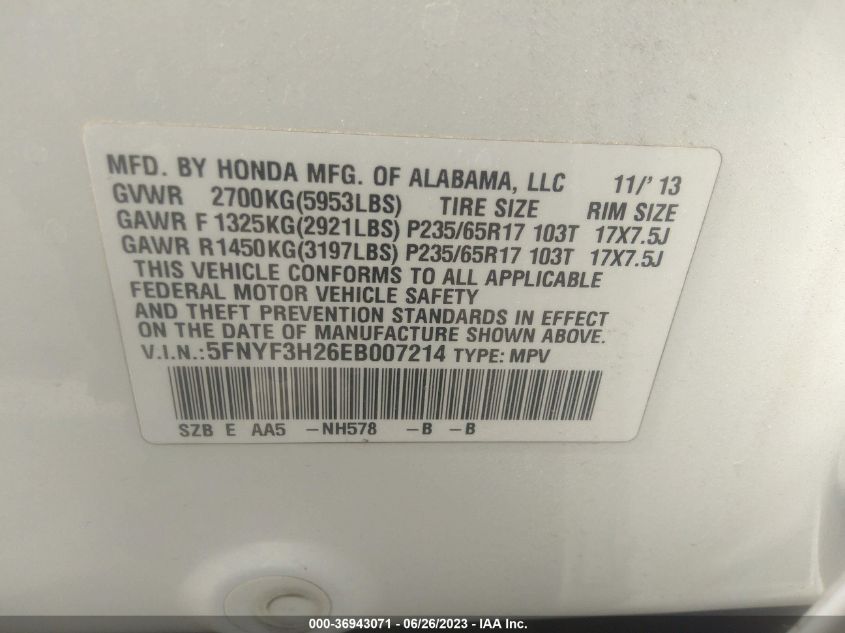 MFD. BY HONDA MFG. OF ALABAMA, LLC 11/' 13
GVWR 2700KG(5953LBS) TIRE SIZE RIM SIZE
GAWR F 1325KG(2921LBS) P235/65R17 103T 17X7.5J
GAWR R1450KG(3197LBS) P235/65R17 103T 17X7.5J
THIS VEHICLE CONFORMS TO ALL APPLICABLE
FEDERAL MOTOR VEHICLE SAFETY
AND THEFT PREVENTION STANDARDS IN EFFECT
ON THE DATE OF MANUFACTURE SHOWN ABOVE.
V.I.N.:5FNYF3H26EB007214 TYPE: MPV
SZB E AA5 -NH578 -B -B
000-36943071 - 06/26/2023 - IAA Inc.